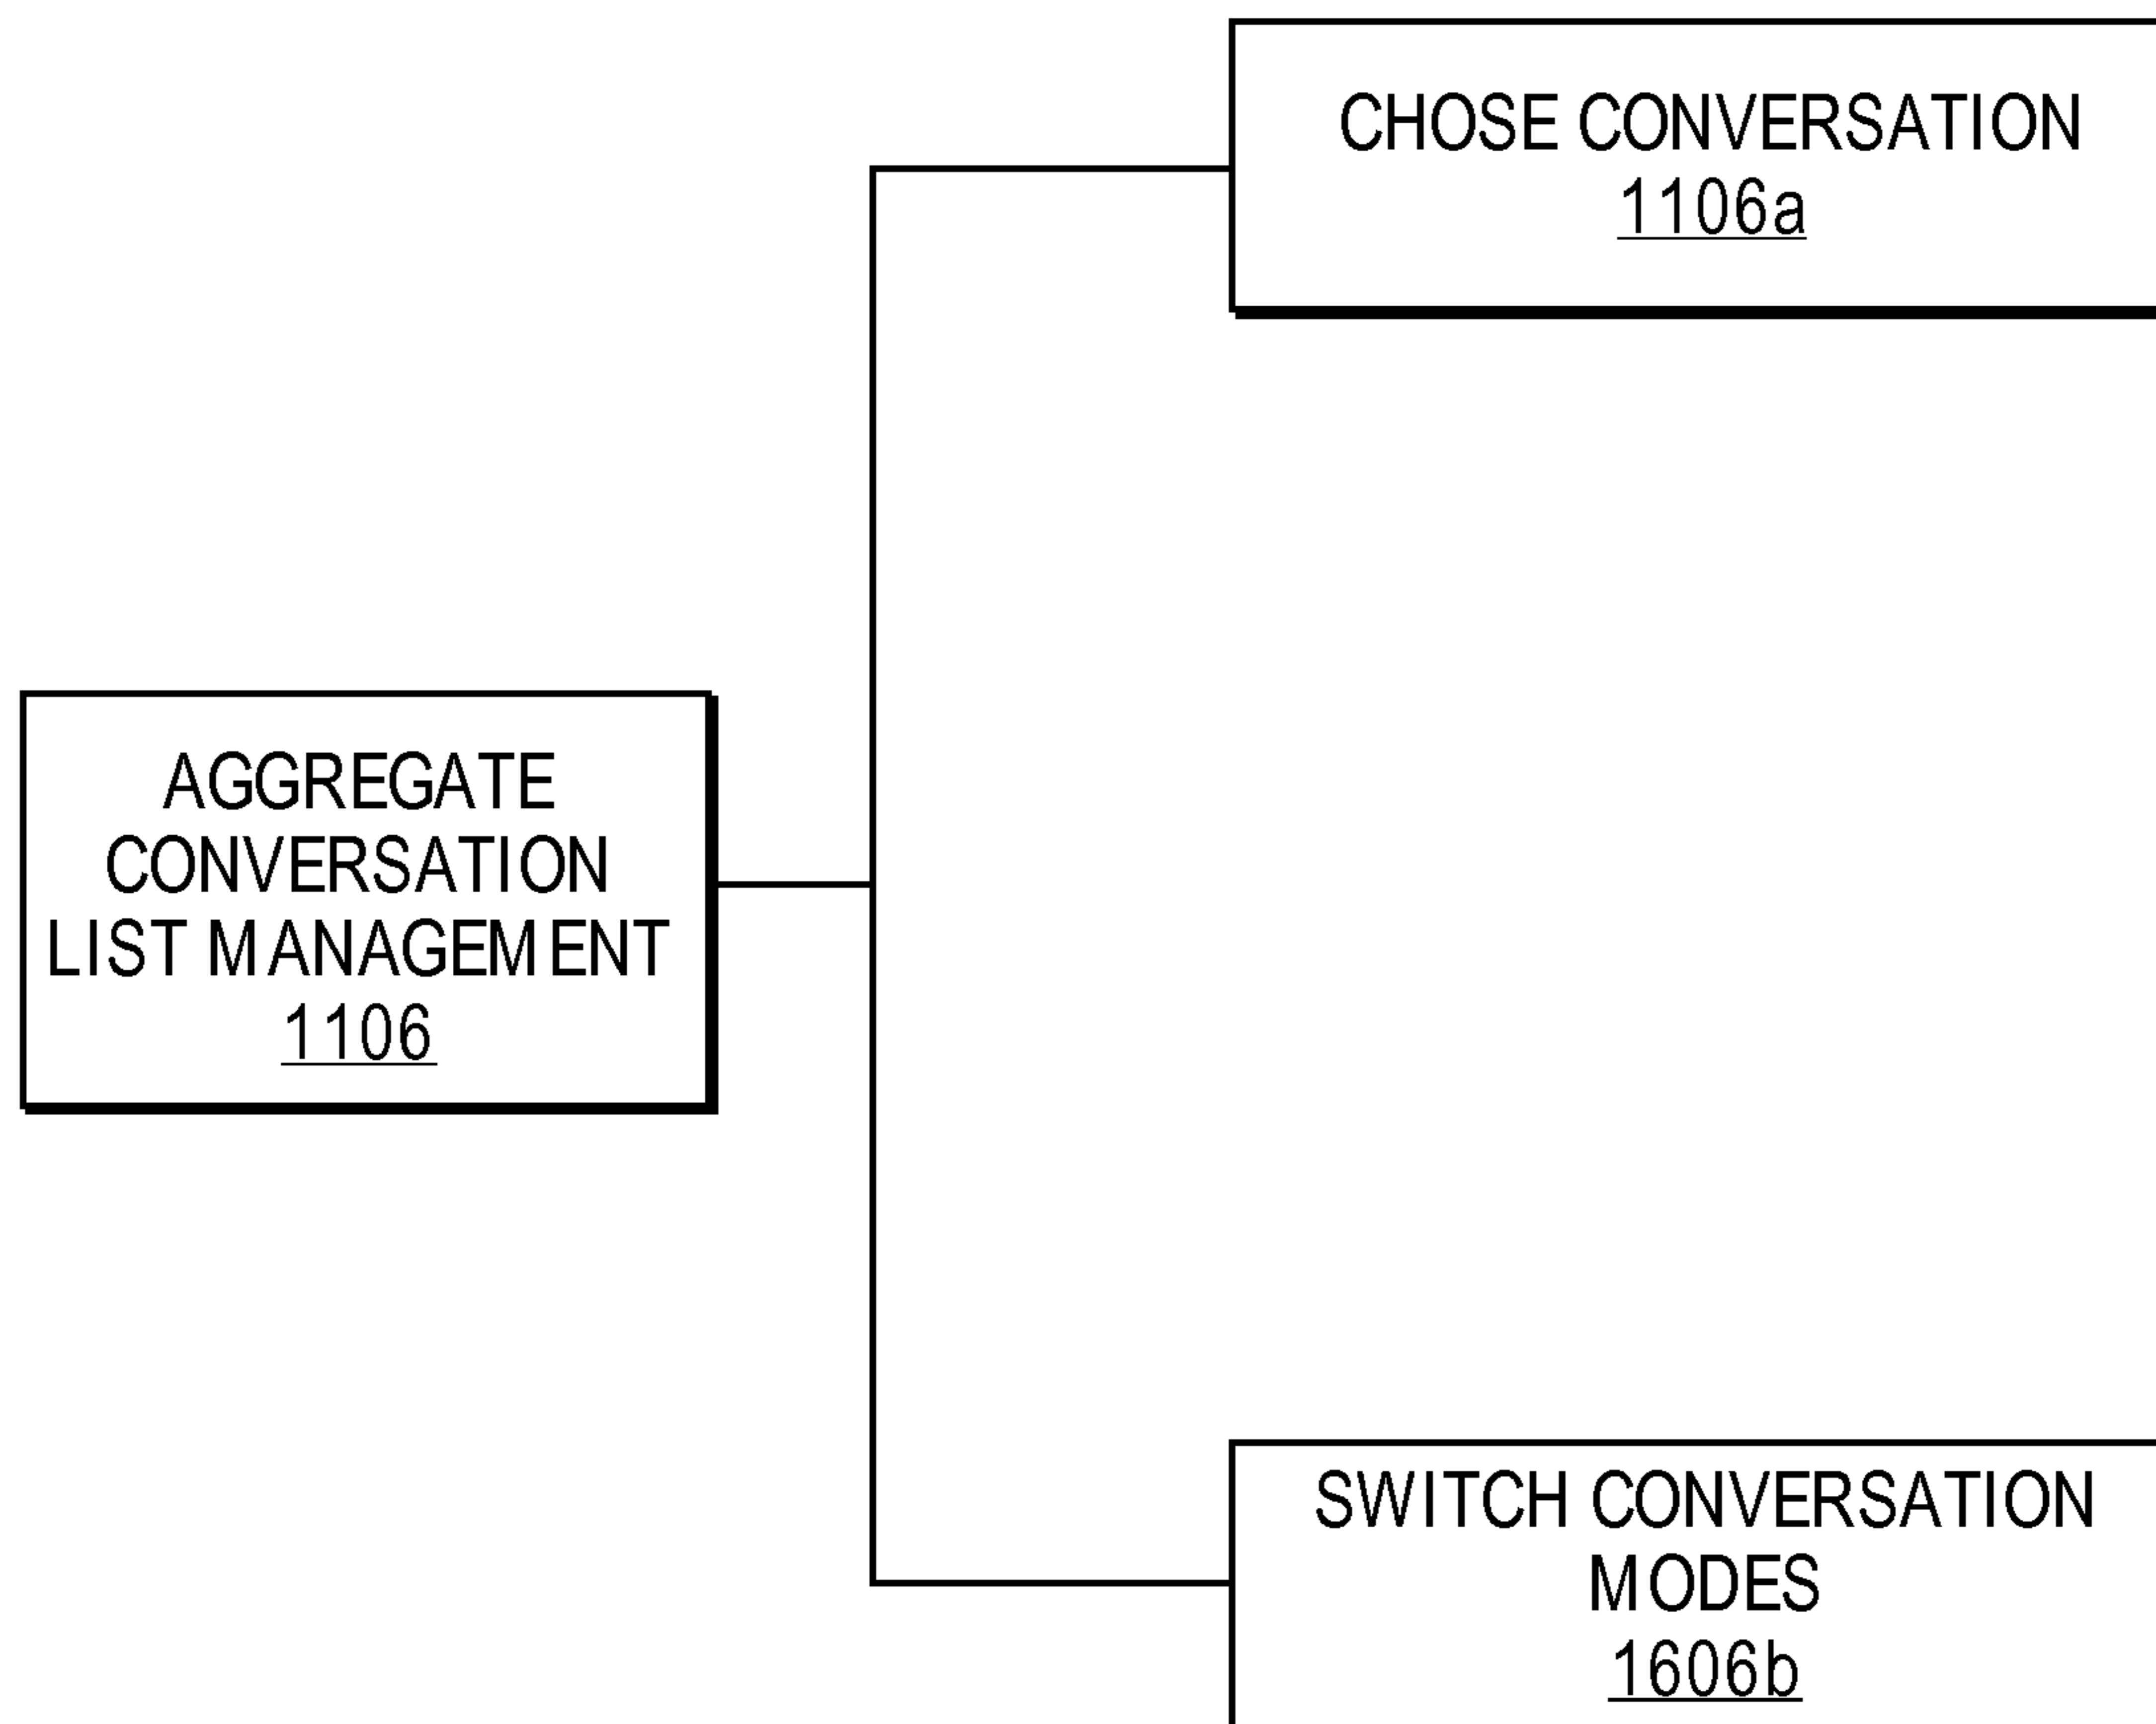 CHOSE CONVERSATION
1106a
AGGREGATE
CONVERSATION
LIST MANAGEMENT
1106
SWITCH CONVERSATION
MODES
1606b